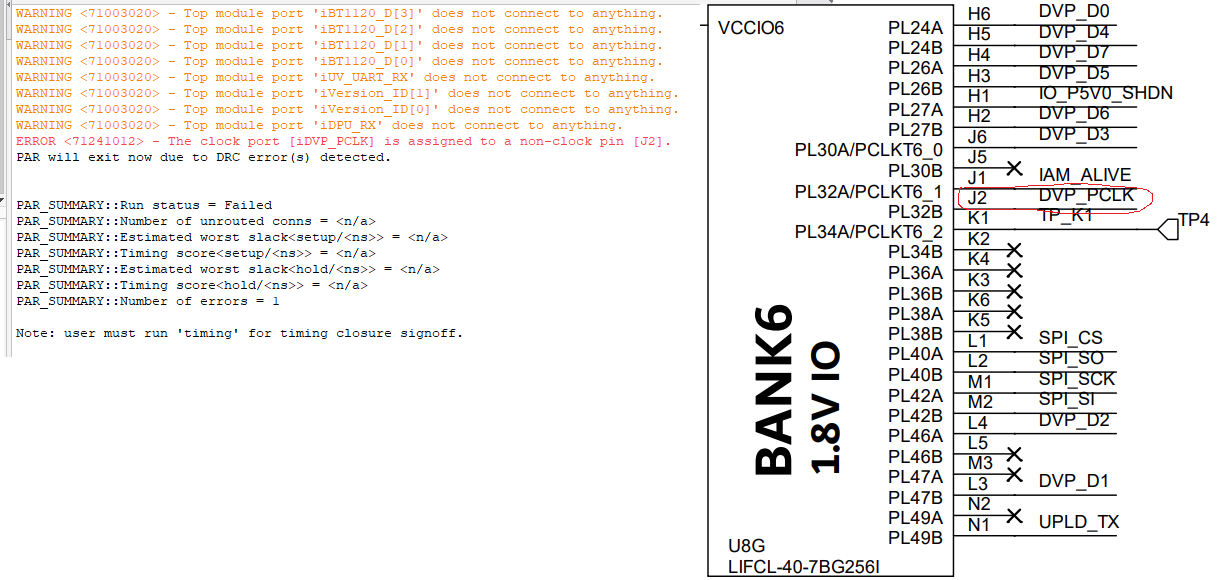 WARNING <71003020> - Top module port 'iBT1120_D[3]' does not connect to anything.
WARNING <71003020> - Top module port 'iBT1120_D[2]' does not connect to anything.
WARNING <71003020> - Top module port 'iBT1120_D[1]' does not connect to anything.
WARNING <71003020> - Top module port 'iBT1120_D[0]' does not connect to anything.
WARNING <71003020> - Top module port 'iUV_UART_RX' does not connect to anything.
WARNING <71003020> - Top module port 'iVersion_ID[1]' does not connect to anything.
WARNING <71003020> - Top module port 'iVersion_ID[0]' does not connect to anything.
WARNING <71003020> - Top module port 'iDPU_RX' does not connect to anything.
ERROR <71241012> - The clock port [iDVP_PCLK] is assigned to a non-clock pin [J2].
PAR will exit now due to DRC error(s) detected.
PAR_SUMMARY::Run status = Failed
PAR_SUMMARY::Number of unrouted conns = <n/a>
PAR_SUMMARY::Estimated worst slack<setup/<ns>> = <n/a>
PAR_SUMMARY::Timing score<setup/<ns>> = <n/a>
PAR_SUMMARY::Estimated worst slack<hold/<ns>> = <n/a>
PAR_SUMMARY::Timing score<hold/<ns>> = <n/a>
PAR_SUMMARY::Number of errors = 1
Note: user must run 'timing' for timing closure signoff.
VCCIO6
PL24A H6 DVP_D0
PL24B H5 DVP_D4
PL26A H4 DVP_D7
PL26B H3 DVP_D5
PL27A H1 IO_P5V0_SHDN
PL27B H2 DVP_D6
PL30A/PCLKT6_0 J6 DVP_D3
PL30B J5
PL32A/PCLKT6_1 J1 IAM_ALIVE
PL32B J2 DVP_PCLK
PL34A/PCLKT6_2 K1 TP_K1 TP4
PL34B K2
PL36A K4
PL36B K3
PL38A K6
PL38B K5
PL40A L1 SPI_CS
PL40B L2 SPI_SO
PL42A M1 SPI_SCK
PL42B M2 SPI_SI
PL46A L4 DVP_D2
PL46B L5
PL47A M3
PL47B L3 DVP_D1
PL49A N2
PL49B N1 UPLD_TX
BANK6
1.8V IO
U8G
LIFCL-40-7BG256I